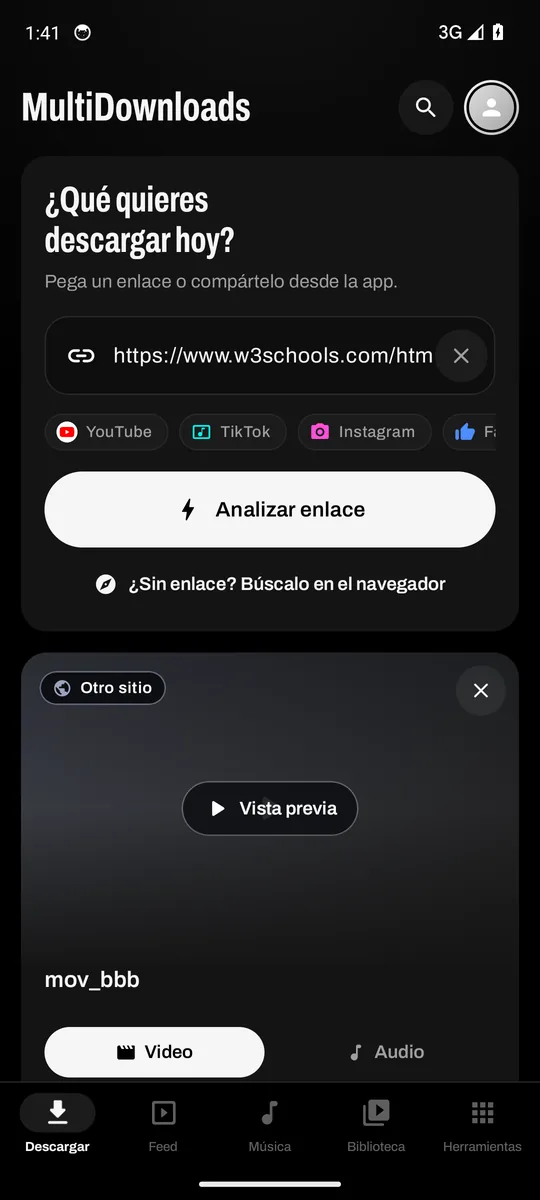 1:41
3G
MultiDownloads
¿Qué quieres
descargar hoy?
Pega un enlace o compártelo desde la app.
https://www.w3schools.com/htm
YouTube
TikTok
Instagram
Fa
Analizar enlace
¿Sin enlace? Búscalo en el navegador
Otro sitio
Vista previa
mov_bbb
Video
Audio
Descargar
Feed
Música
Biblioteca
Herramientas